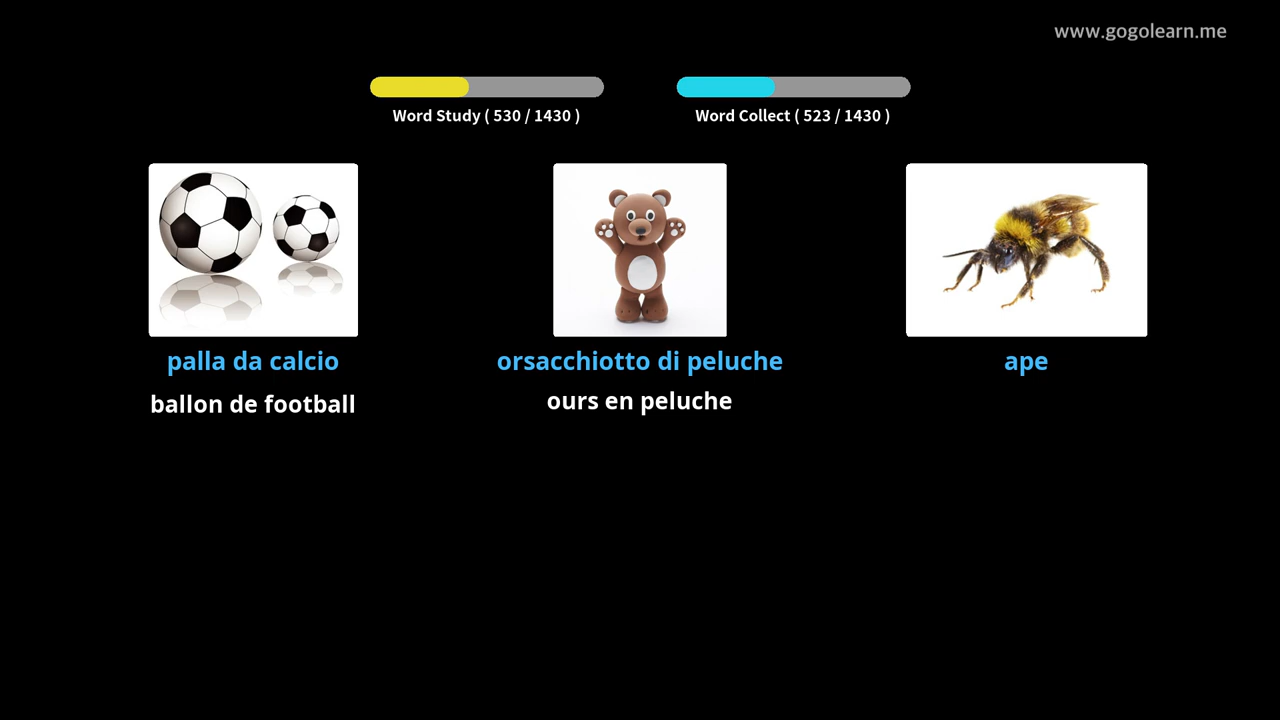 www.gogolearn.me
Word Study ( 530 / 1430 )
Word Collect ( 523 / 1430 )
palla da calcio
orsacchiotto di peluche
ape
ballon de football
ours en peluche